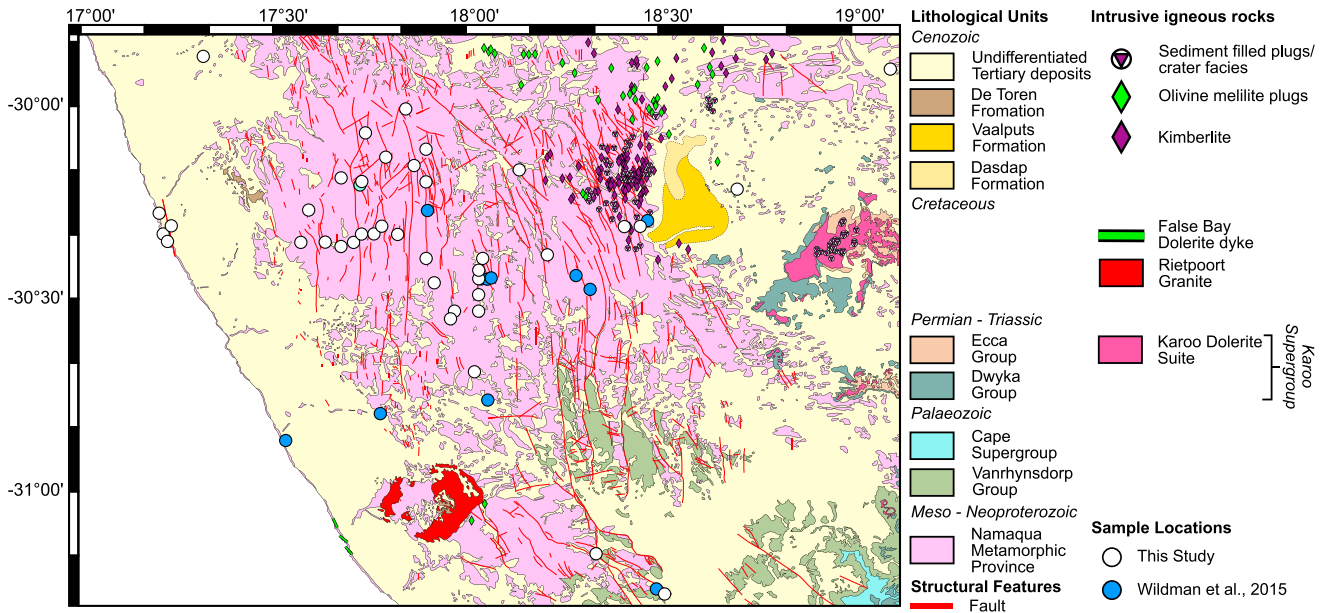 17°00'
17°30'
18°00'
18°30'
19°00'
-30°00'
-30°30'
-31°00'
Lithological Units
Cenozoic
Undifferentiated
Tertiary deposits
De Toren
Fromation
Vaalputs
Formation
Dasdap
Formation
Cretaceous
Permian - Triassic
Ecca
Group
Dwyka
Group
Palaeozoic
Cape
Supergroup
Vanrhynsdorp
Group
Meso - Neoproterozoic
Namaqua
Metamorphic
Province
Structural Features
Fault
Intrusive igneous rocks
Sediment filled plugs/
crater facies
Olivine melilite plugs
Kimberlite
False Bay
Dolerite dyke
Rietpoort
Granite
Karoo Dolerite
Suite
Karoo
Supergroup
Sample Locations
This Study
Wildman et al., 2015